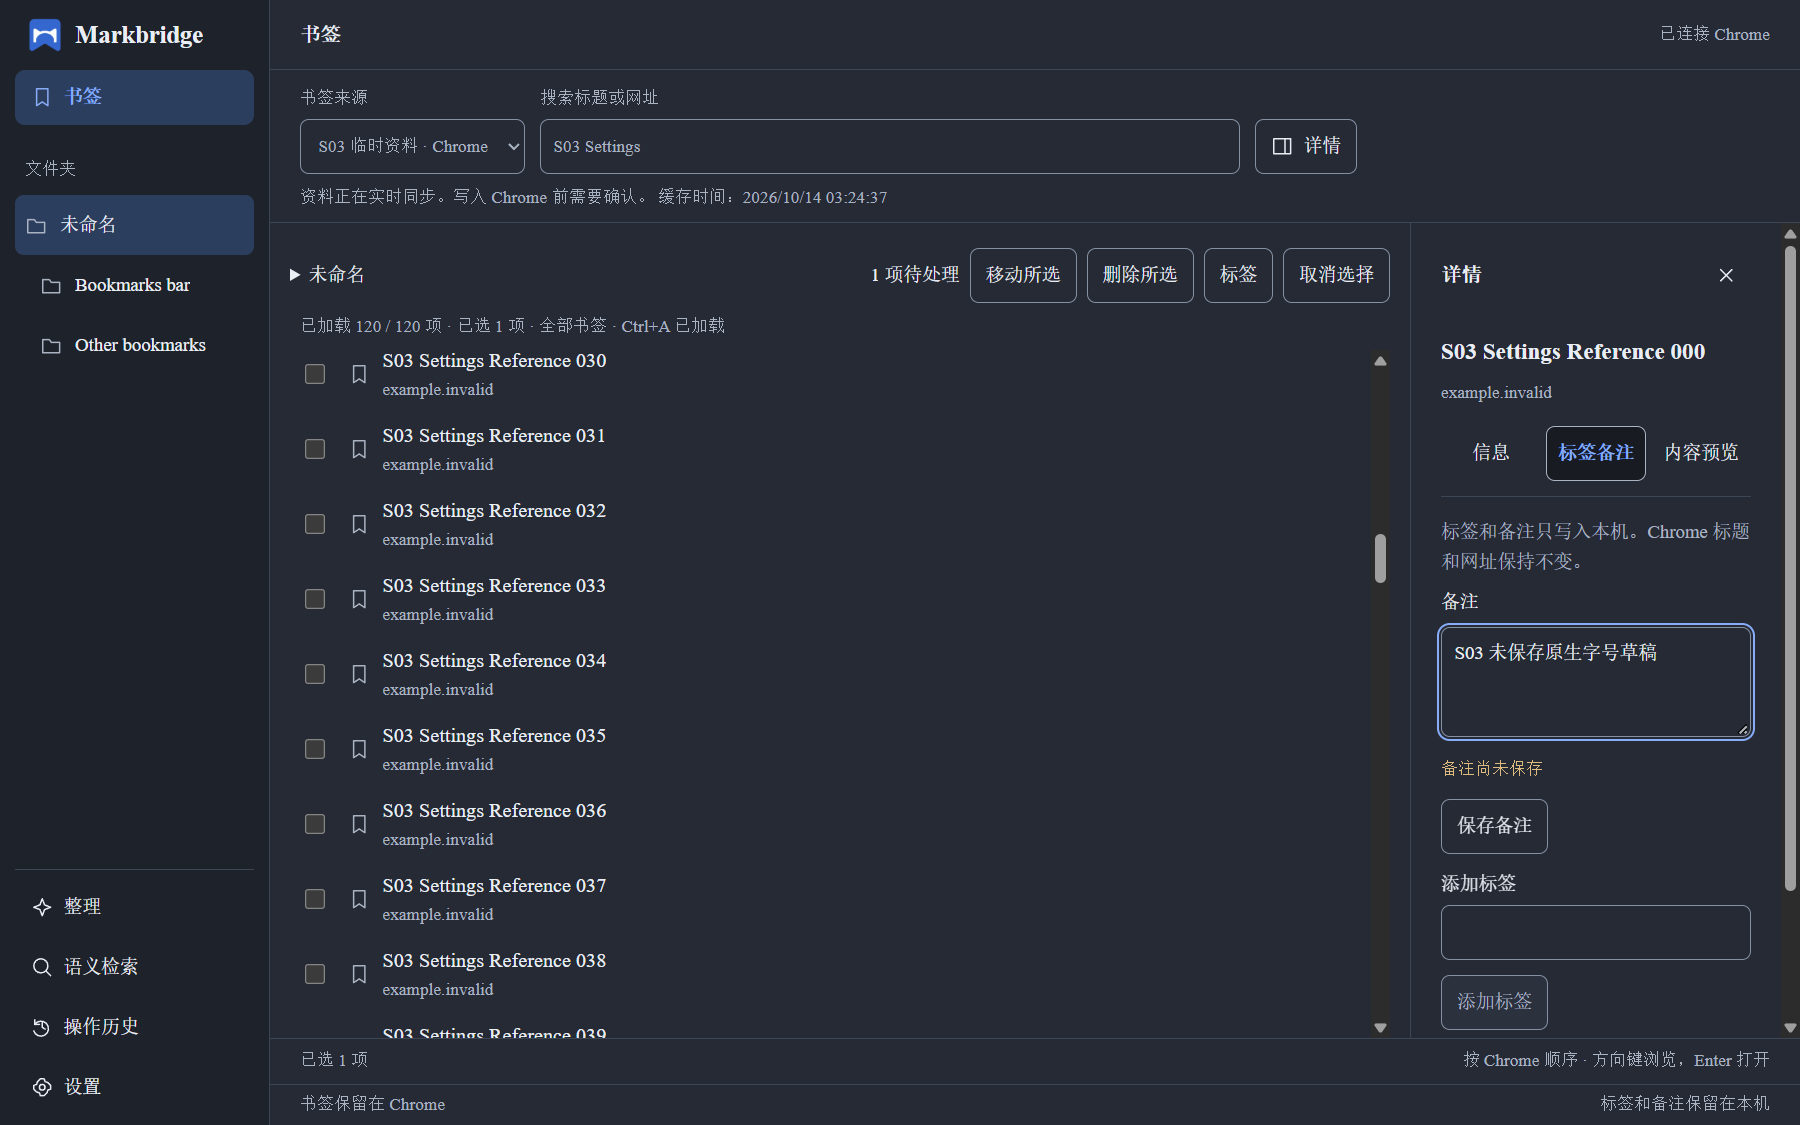 Markbridge
书签
文件夹
未命名
Bookmarks bar
Other bookmarks
整理
语义检索
操作历史
设置
书签
已连接 Chrome
书签来源
搜索标题或网址
S03 临时资料 · Chrome
S03 Settings
详情
资料正在实时同步。写入 Chrome 前需要确认。 缓存时间：2026/10/14 03:24:37
未命名
1 项待处理
移动所选
删除所选
标签
取消选择
已加载 120 / 120 项 · 已选 1 项 · 全部书签 · Ctrl+A 已加载
S03 Settings Reference 030
example.invalid
S03 Settings Reference 031
example.invalid
S03 Settings Reference 032
example.invalid
S03 Settings Reference 033
example.invalid
S03 Settings Reference 034
example.invalid
S03 Settings Reference 035
example.invalid
S03 Settings Reference 036
example.invalid
S03 Settings Reference 037
example.invalid
S03 Settings Reference 038
example.invalid
S03 Settings Reference 039
详情
S03 Settings Reference 000
example.invalid
信息
标签备注
内容预览
标签和备注只写入本机。Chrome 标题
和网址保持不变。
备注
S03 未保存原生字号草稿
备注尚未保存
保存备注
添加标签
添加标签
已选 1 项
按 Chrome 顺序 · 方向键浏览，Enter 打开
书签保留在 Chrome
标签和备注保留在本机